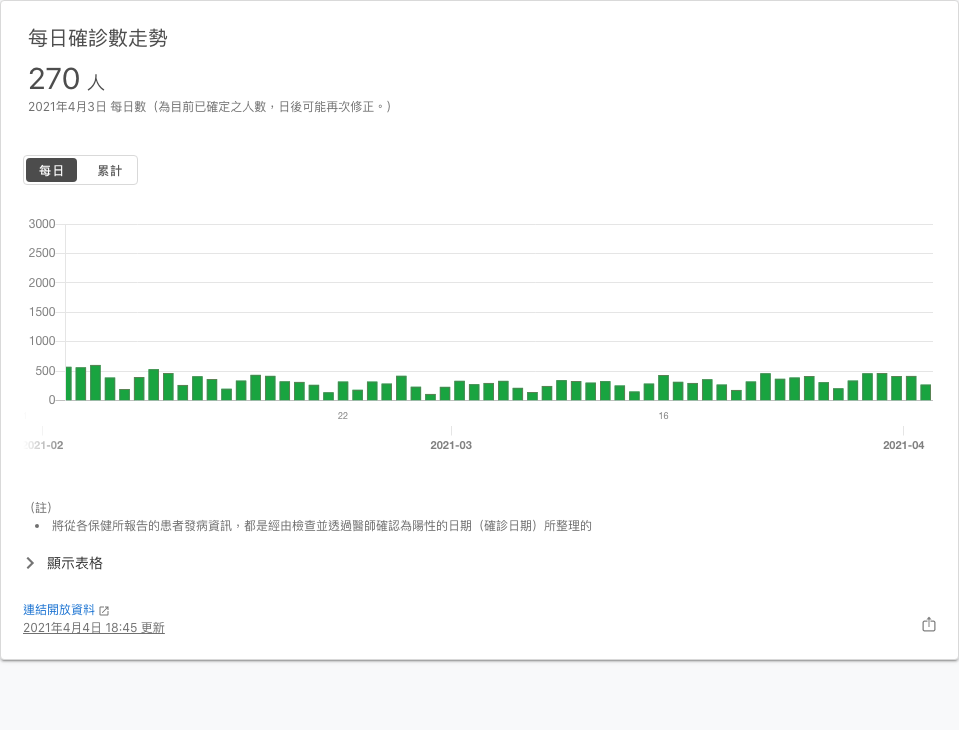 每日確診數走勢
270 人
2021年4月3日 每日數（為目前已確定之人數，日後可能再次修正。）
每日 累計
3000
2500
2000
1500
1000
500
0
22 16
2021-02 2021-03 2021-04
（註）
• 將從各保健所報告的患者發病資訊，都是經由檢查並透過醫師確認為陽性的日期（確診日期）所整理的
顯示表格
連結開放資料
2021年4月4日 18:45 更新